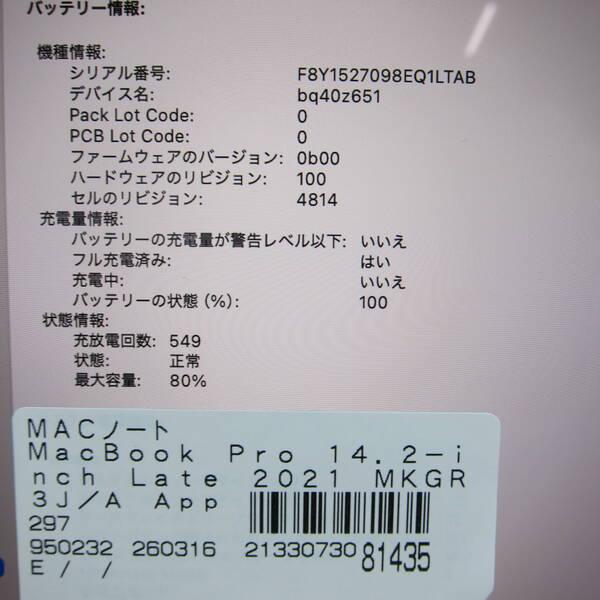 バッテリー情報:
機種情報:
シリアル番号: F8Y1527098EQ1LTAB
デバイス名: bq40z651
Pack Lot Code: 0
PCB Lot Code: 0
ファームウェアのバージョン: 0b00
ハードウェアのリビジョン: 100
セルのリビジョン: 4814
充電量情報:
バッテリーの充電量が警告レベル以下: いいえ
フル充電済み: はい
充電中: いいえ
バッテリーの状態 (%): 100
状態情報:
充放電回数: 549
状態: 正常
最大容量: 80%
MACノート
MacBook Pro 14.2-i
nch Late 2021 MKGR
3J/A App
297
950232 260316 21330730 81435
E / /